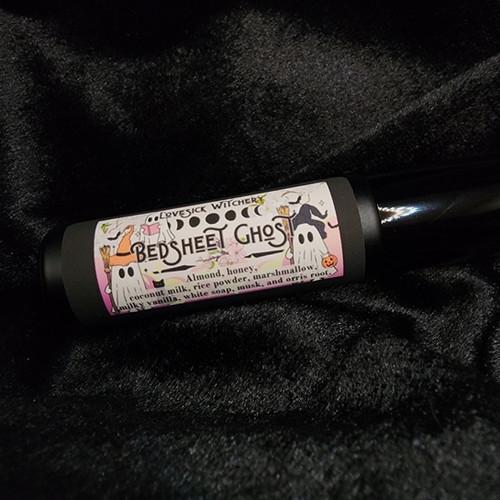 Lovesick Witchery
Bedsheet Ghost
Almond, honey,
coconut milk, rice powder, marshmallow,
milky vanilla, white soap, musk, and orris root.